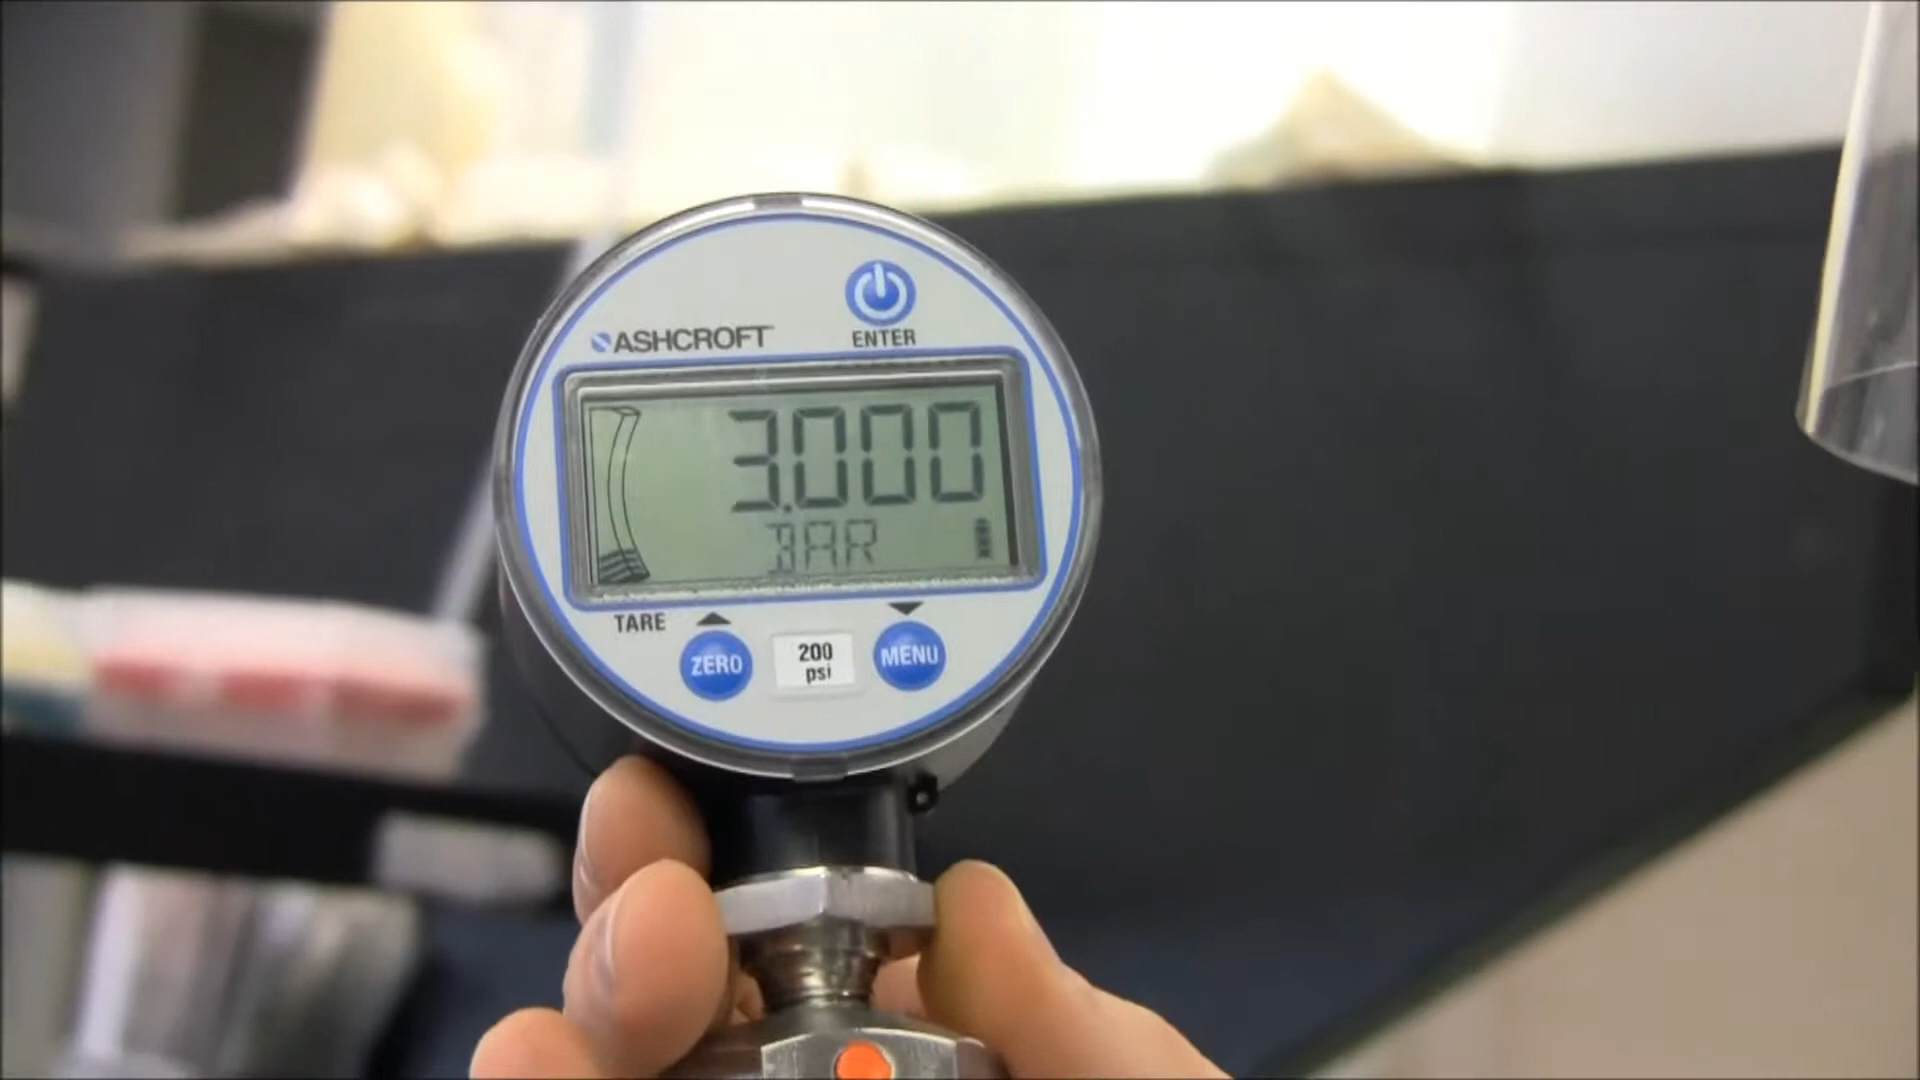 ASHCROFT
ENTER
3.000
BAR
TARE
ZERO
200
psi
MENU